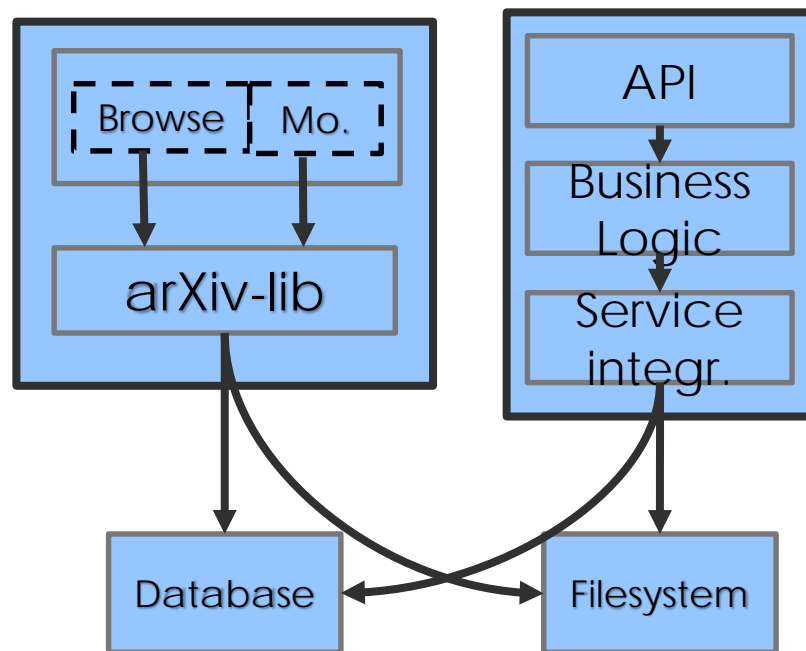 Browse
Mo.
arXiv-lib
API
Business
Logic
Service
integr.
Database
Filesystem